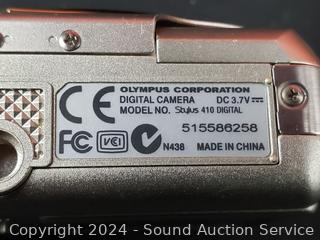 OLYMPUS CORPORATION
DIGITAL CAMERA DC 3.7V
MODEL NO. Stylus 410 DIGITAL
515586258
CE
FC VCI N438 MADE IN CHINA
Copyright 2024 - Sound Auction Service